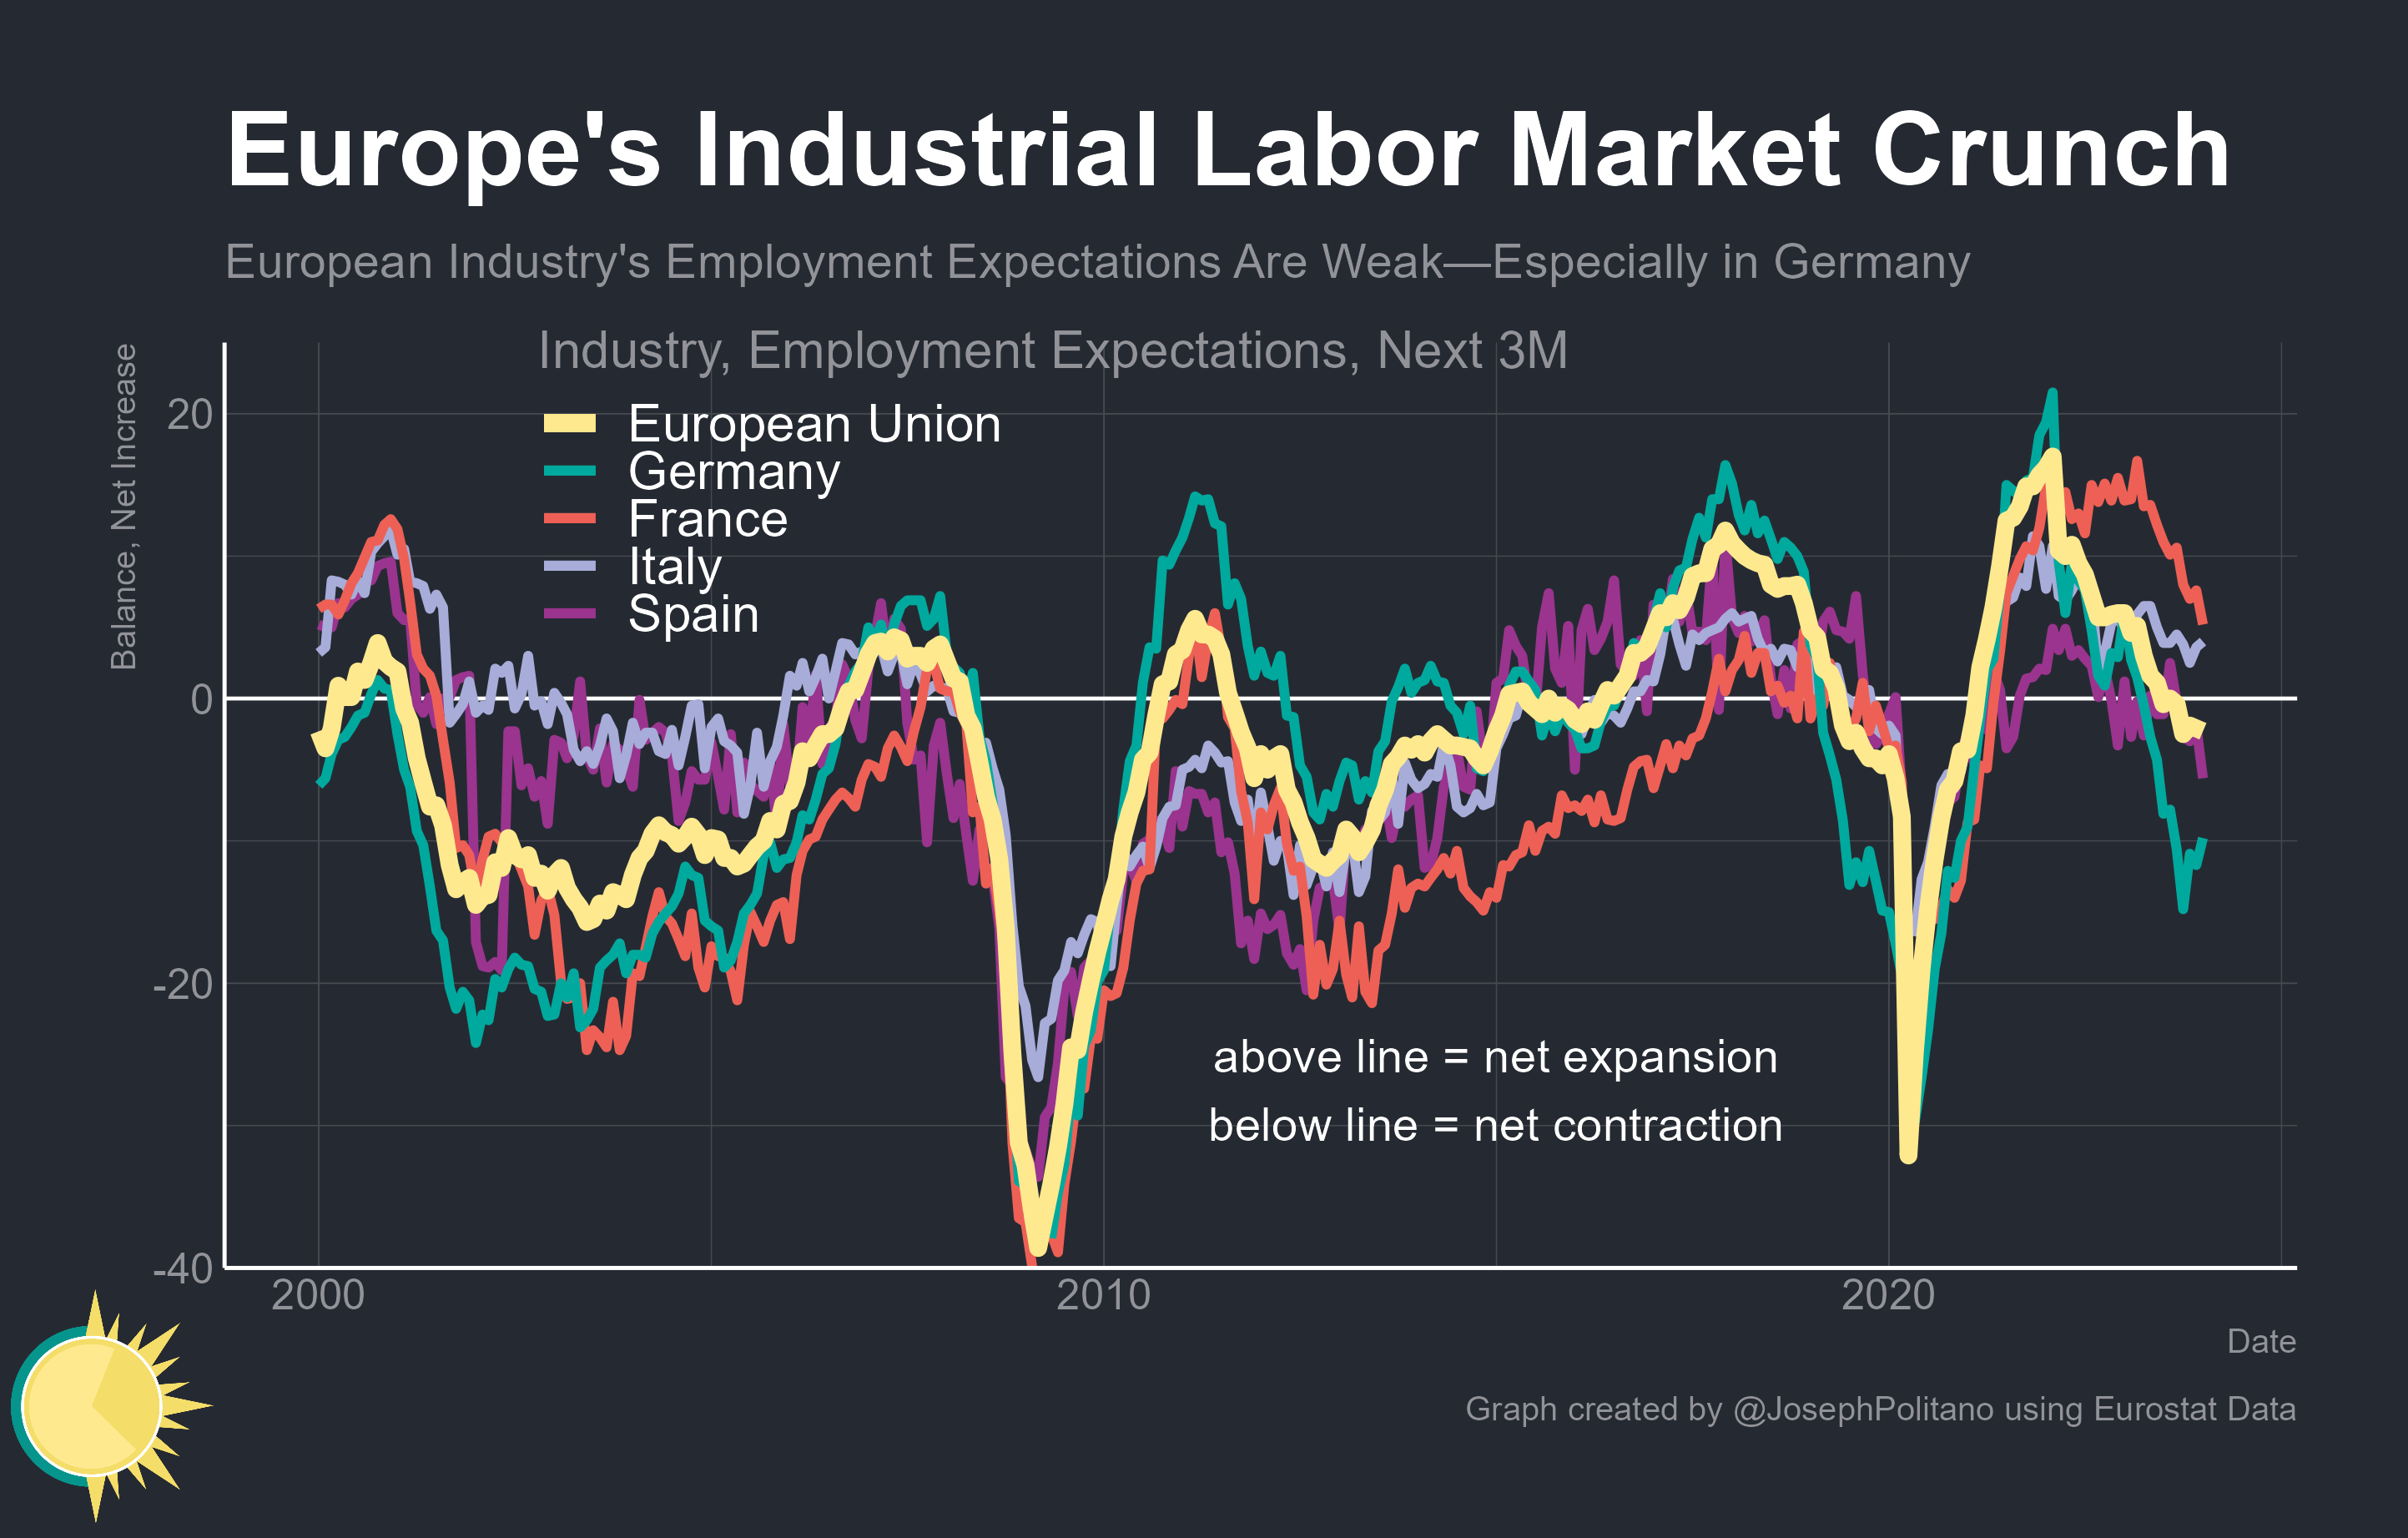 Europe's Industrial Labor Market Crunch
European Industry's Employment Expectations Are Weak—Especially in Germany
Industry, Employment Expectations, Next 3M
European Union
Germany
France
Italy
Spain
Balance, Net Increase
20
0
-20
-40
above line = net expansion
below line = net contraction
2000
2010
2020
Date
Graph created by @JosephPolitano using Eurostat Data